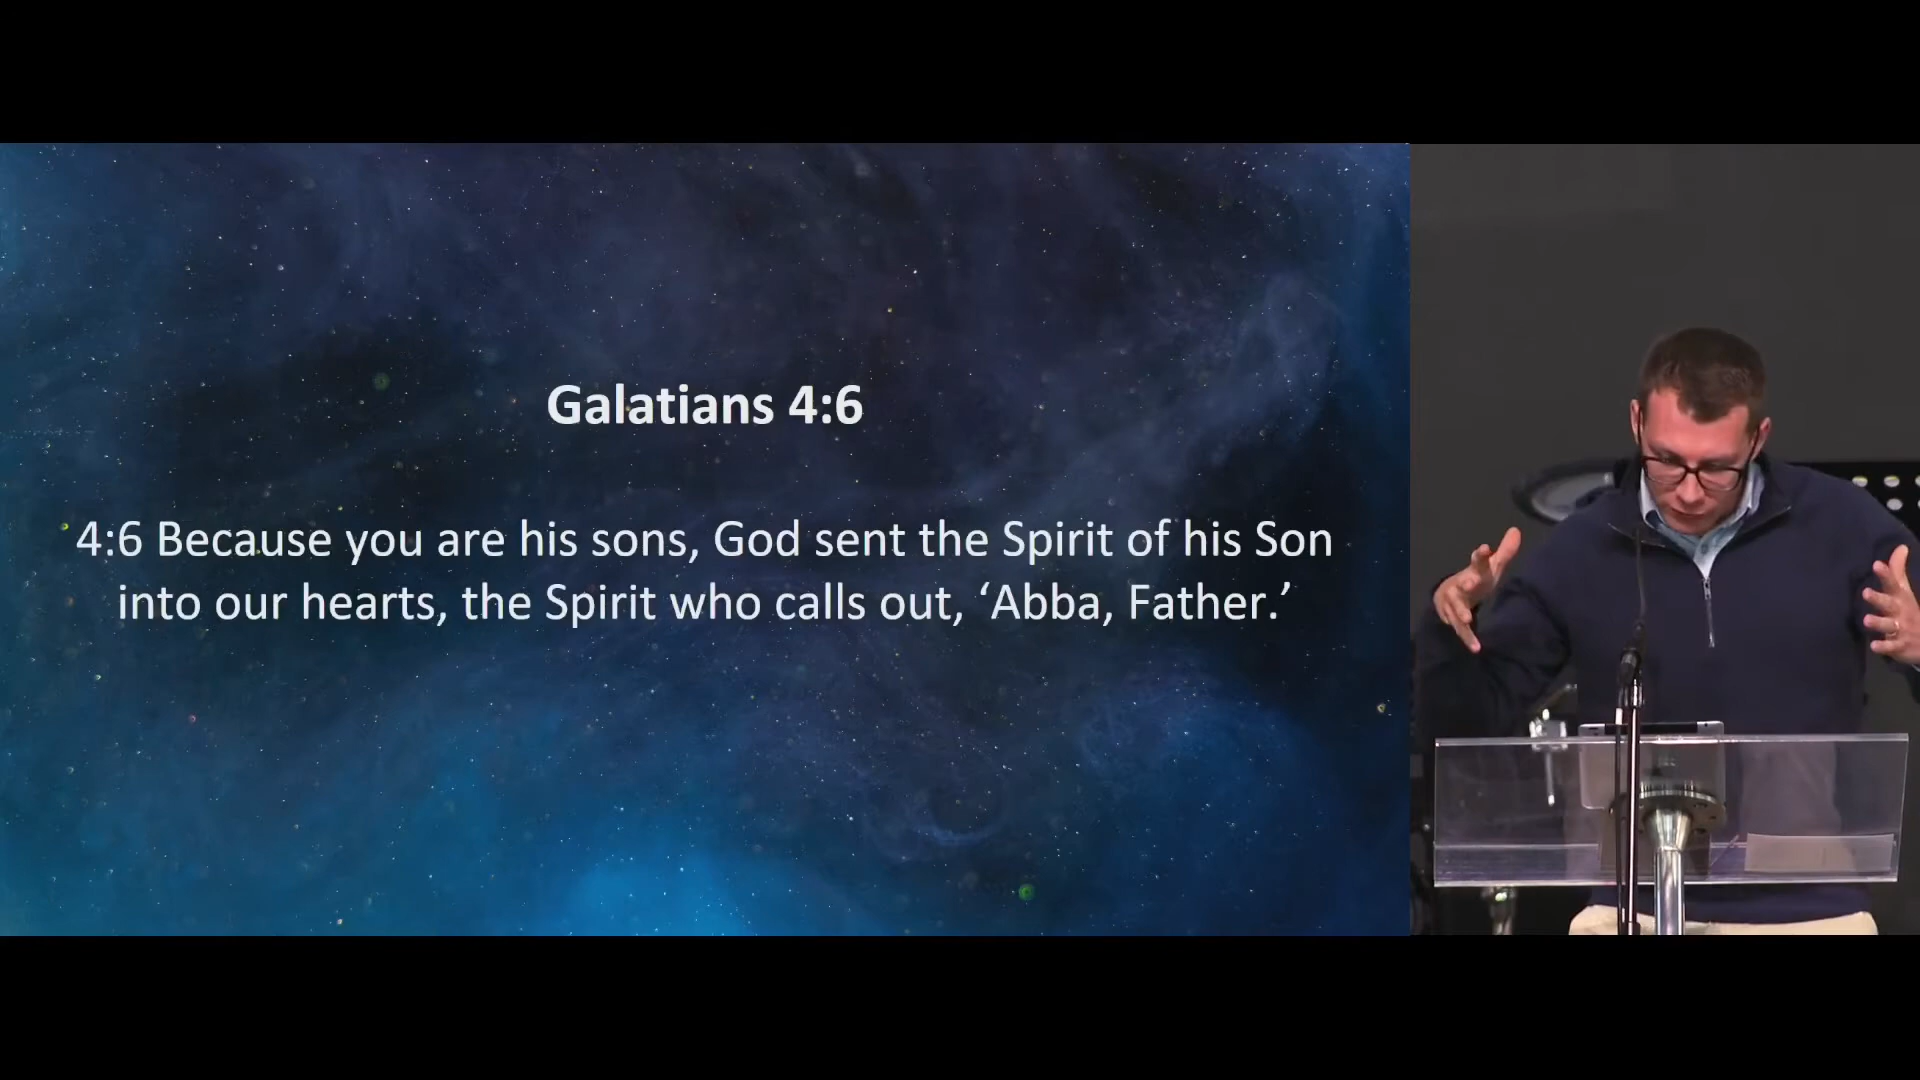 Galatians 4:6
4:6 Because you are his sons, God sent the Spirit of his Son
into our hearts, the Spirit who calls out, ‘Abba, Father.’